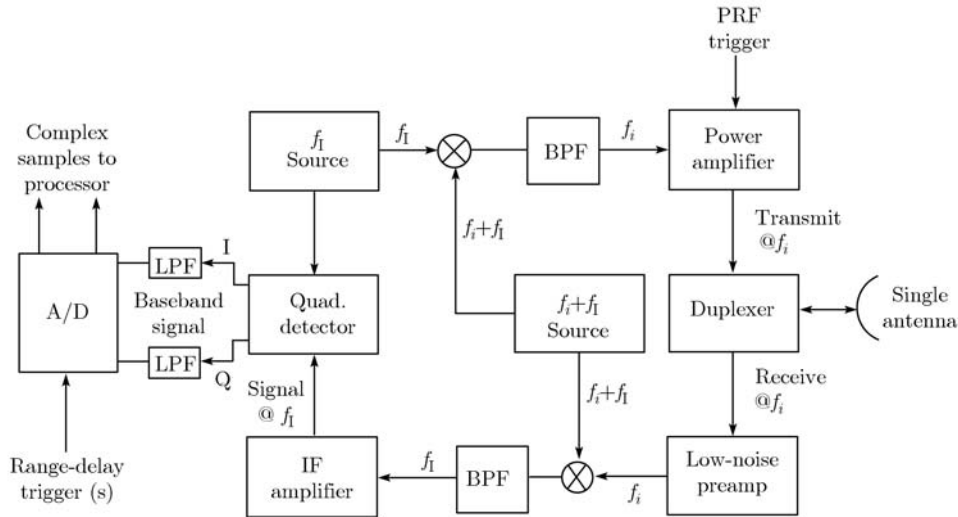 PRF
trigger
Complex
samples to
processor
f_I
Source
f_I
BPF
f_i
Power
amplifier
f_i+f_I
Transmit
@f_i
I
LPF
A/D
Baseband
signal
Quad.
detector
f_i+f_I
Source
Duplexer
Single
antenna
LPF
Q
Signal
@ f_I
f_i+f_I
Receive
@f_i
Range-delay
trigger (s)
IF
amplifier
f_I
BPF
f_i
Low-noise
preamp